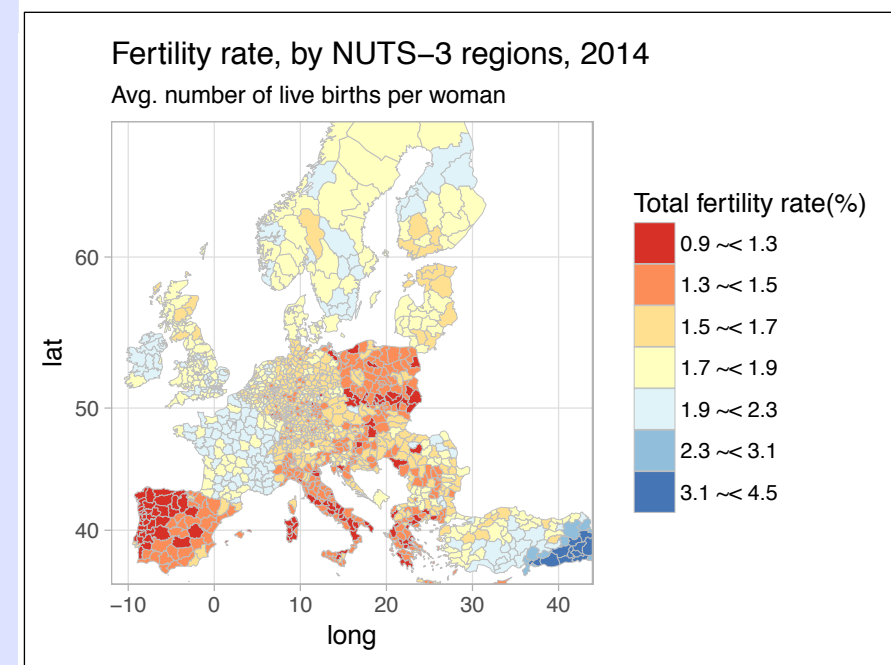 Fertility rate, by NUTS−3 regions, 2014
Avg. number of live births per woman
60
50
40
lat
−10 0 10 20 30 40
long
Total fertility rate(%)
0.9 ~< 1.3
1.3 ~< 1.5
1.5 ~< 1.7
1.7 ~< 1.9
1.9 ~< 2.3
2.3 ~< 3.1
3.1 ~< 4.5